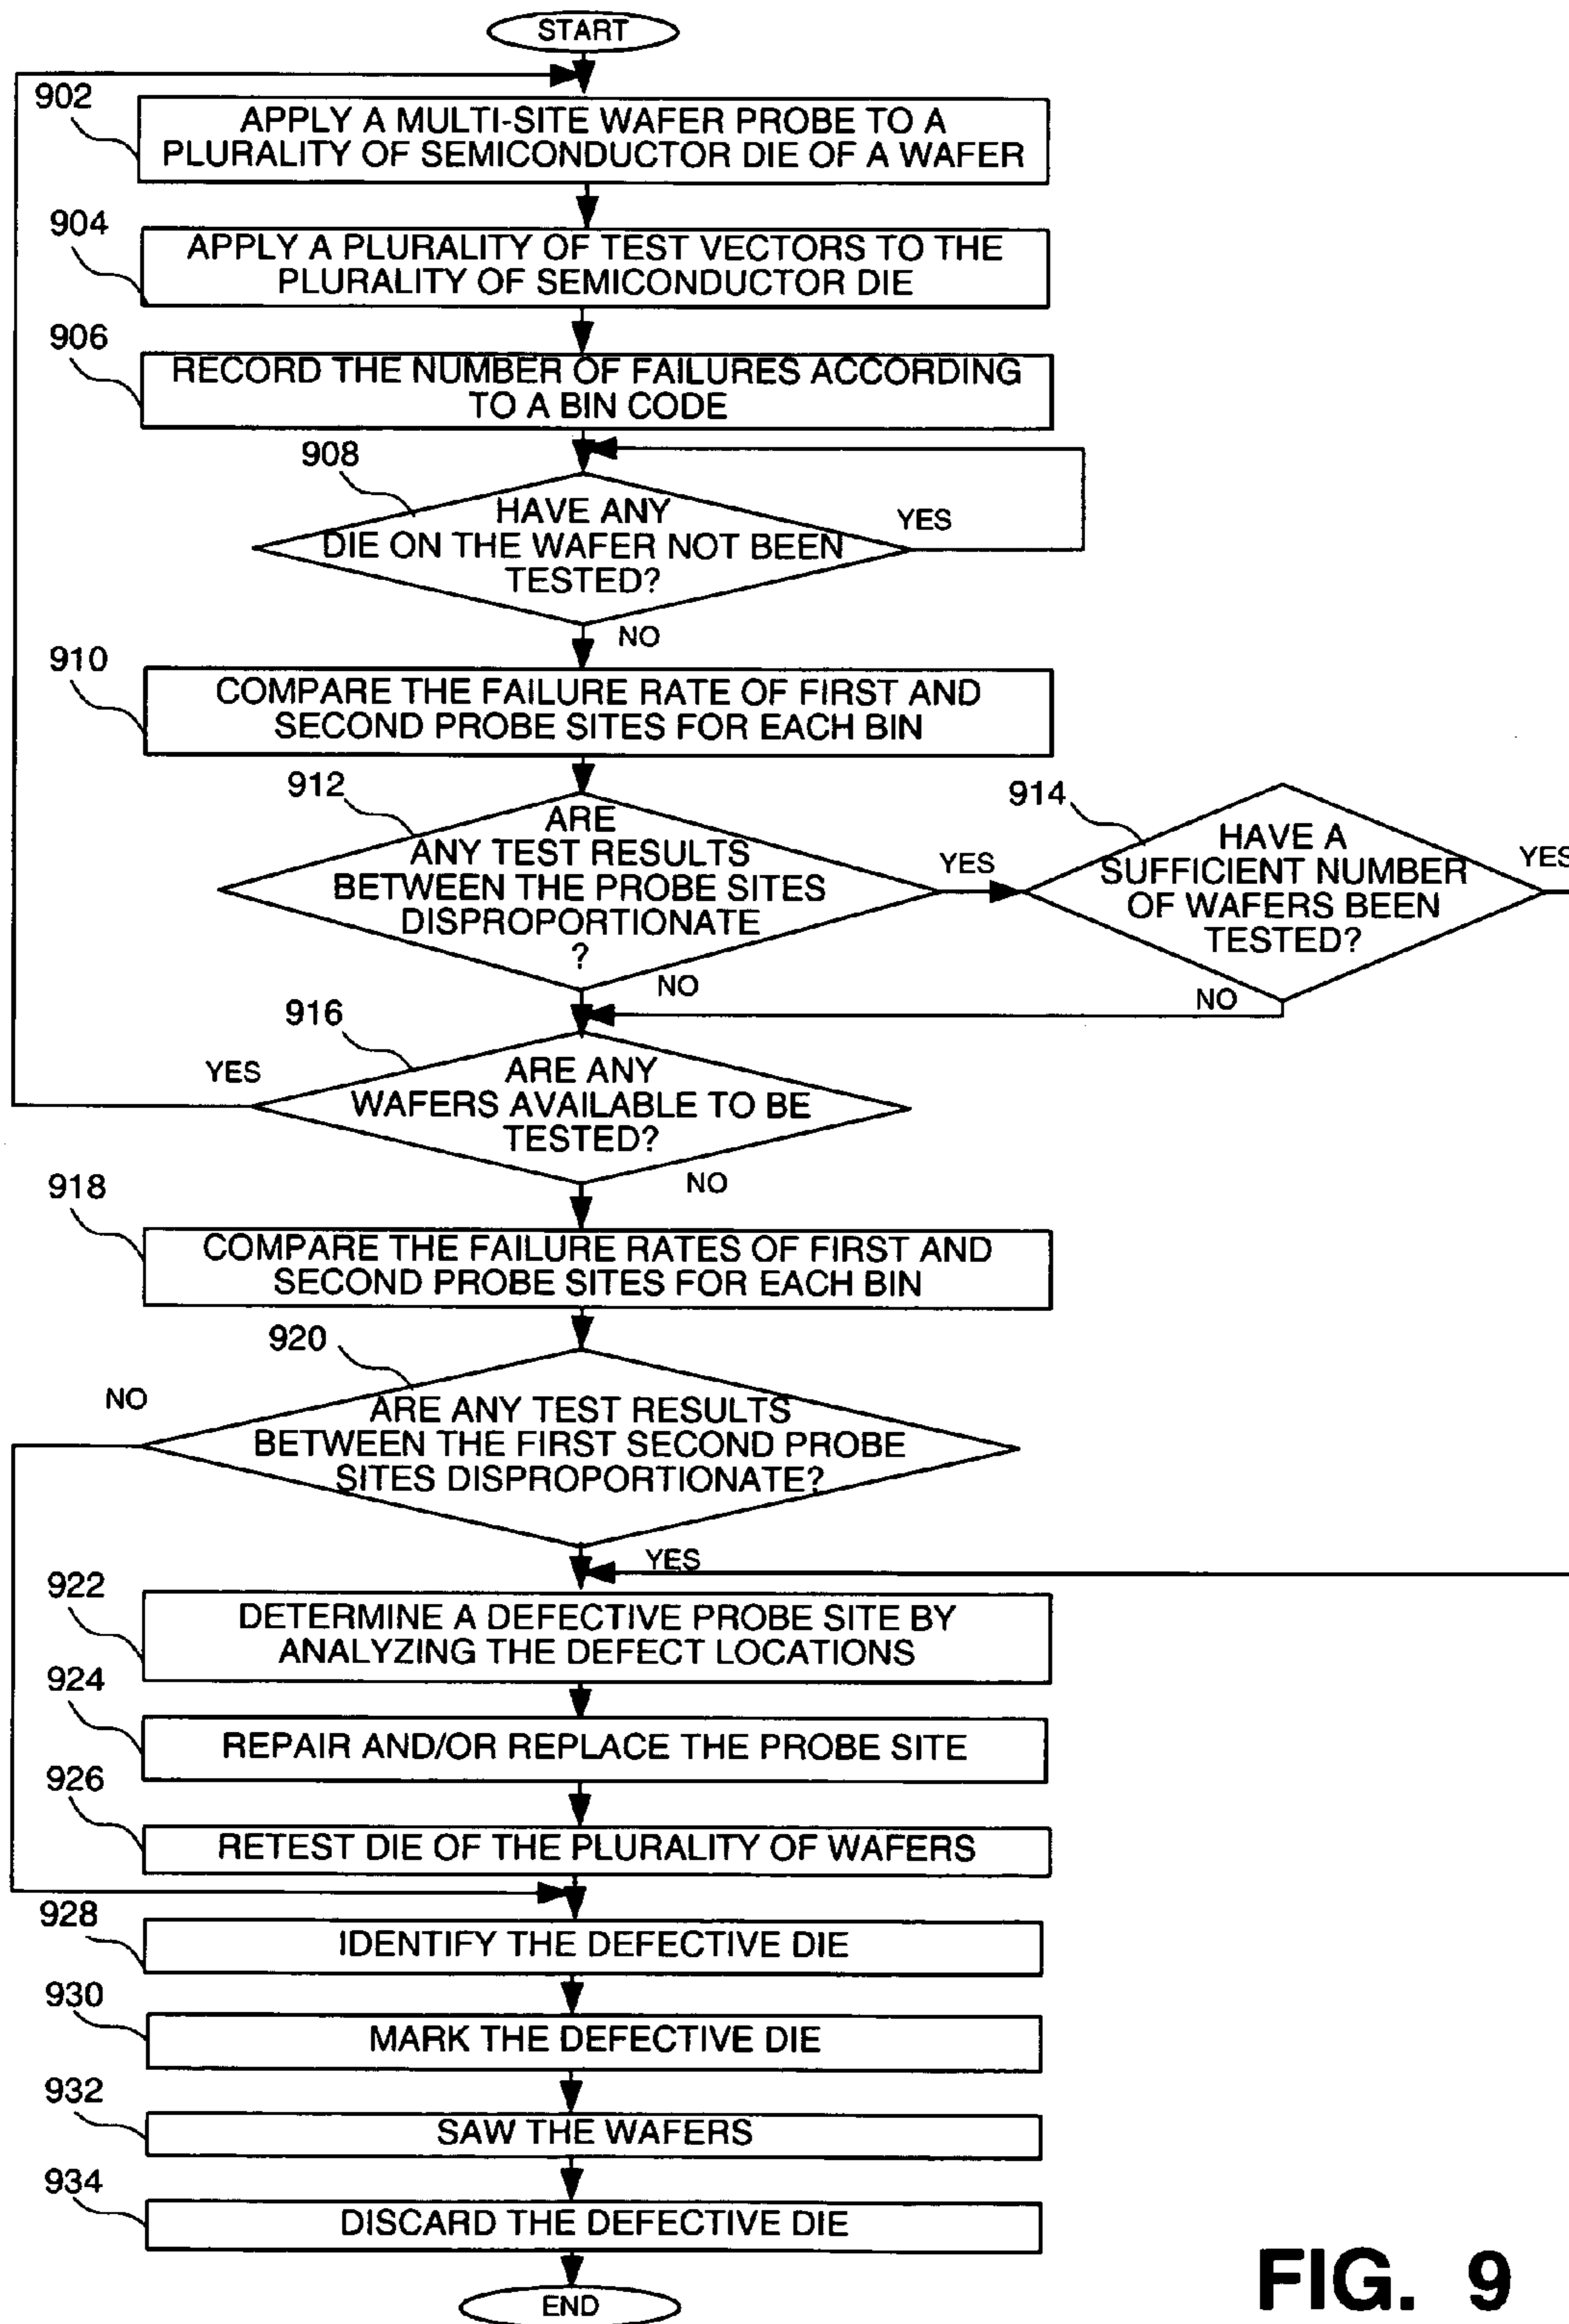 START
902
APPLY A MULTI-SITE WAFER PROBE TO A
PLURALITY OF SEMICONDUCTOR DIE OF A WAFER
904
APPLY A PLURALITY OF TEST VECTORS TO THE
PLURALITY OF SEMICONDUCTOR DIE
906
RECORD THE NUMBER OF FAILURES ACCORDING
TO A BIN CODE
908
HAVE ANY
DIE ON THE WAFER NOT BEEN
TESTED?
YES
NO
910
COMPARE THE FAILURE RATE OF FIRST AND
SECOND PROBE SITES FOR EACH BIN
912
ARE
ANY TEST RESULTS
BETWEEN THE PROBE SITES
DISPROPORTIONATE
?
YES
NO
914
HAVE A
SUFFICIENT NUMBER
OF WAFERS BEEN
TESTED?
YES
NO
916
ARE ANY
WAFERS AVAILABLE TO BE
TESTED?
YES
NO
918
COMPARE THE FAILURE RATES OF FIRST AND
SECOND PROBE SITES FOR EACH BIN
920
ARE ANY TEST RESULTS
BETWEEN THE FIRST SECOND PROBE
SITES DISPROPORTIONATE?
NO
YES
922
DETERMINE A DEFECTIVE PROBE SITE BY
ANALYZING THE DEFECT LOCATIONS
924
REPAIR AND/OR REPLACE THE PROBE SITE
926
RETEST DIE OF THE PLURALITY OF WAFERS
928
IDENTIFY THE DEFECTIVE DIE
930
MARK THE DEFECTIVE DIE
932
SAW THE WAFERS
934
DISCARD THE DEFECTIVE DIE
END
FIG. 9